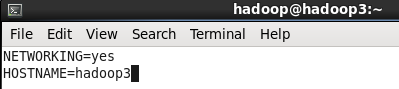 hadoop@hadoop3:~
File Edit View Search Terminal Help
NETWORKING=yes
HOSTNAME=hadoop3